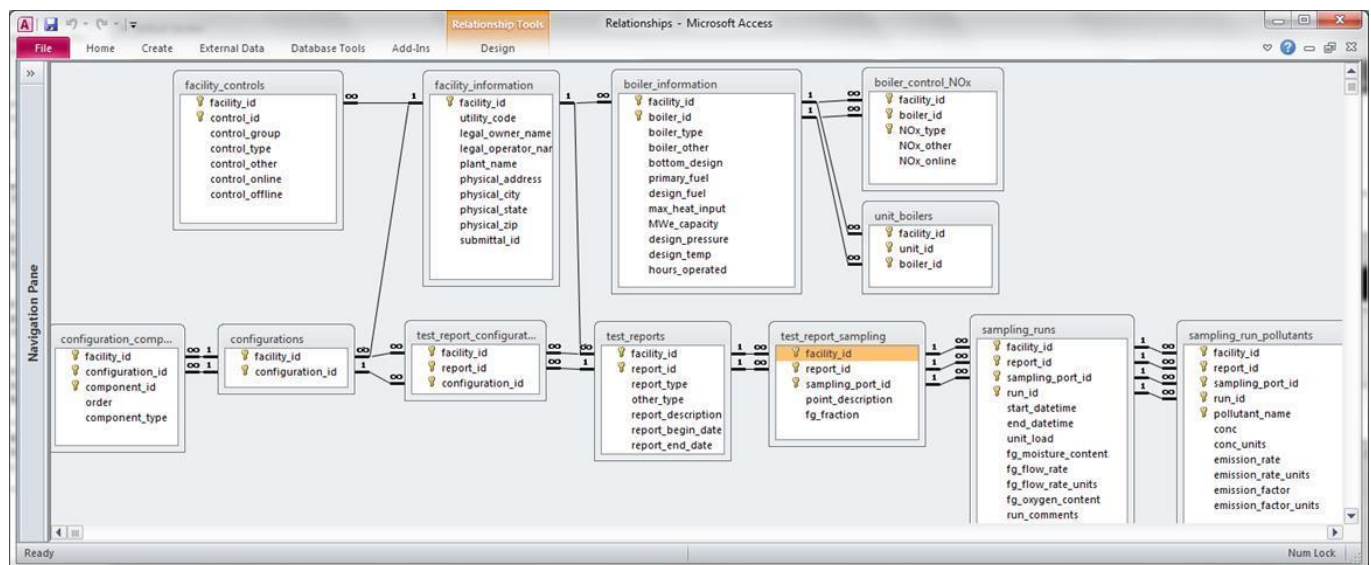 Relationship Tools
Relationships - Microsoft Access
File
Home
Create
External Data
Database Tools
Add-Ins
Design
Navigation Pane
facility_controls
facility_id
control_id
control_group
control_type
control_other
control_online
control_offline
facility_information
facility_id
utility_code
legal_owner_name
legal_operator_nar
plant_name
physical_address
physical_city
physical_state
physical_zip
submittal_id
boiler_information
facility_id
boiler_id
boiler_type
boiler_other
bottom_design
primary_fuel
design_fuel
max_heat_input
MWe_capacity
design_pressure
design_temp
hours_operated
boiler_control_NOx
facility_id
boiler_id
NOx_type
NOx_other
NOx_online
unit_boilers
facility_id
unit_id
boiler_id
configuration_comp...
facility_id
configuration_id
component_id
order
component_type
configurations
facility_id
configuration_id
test_report_configurat...
facility_id
report_id
configuration_id
test_reports
facility_id
report_id
report_type
other_type
report_description
report_begin_date
report_end_date
test_report_sampling
facility_id
report_id
sampling_port_id
point_description
fg_fraction
sampling_runs
facility_id
report_id
sampling_port_id
run_id
start_datetime
end_datetime
unit_load
fg_moisture_content
fg_flow_rate
fg_flow_rate_units
fg_oxygen_content
run_comments
sampling_run_pollutants
facility_id
report_id
sampling_port_id
run_id
pollutant_name
conc
conc_units
emission_rate
emission_rate_units
emission_factor
emission_factor_units
Ready
Num Lock